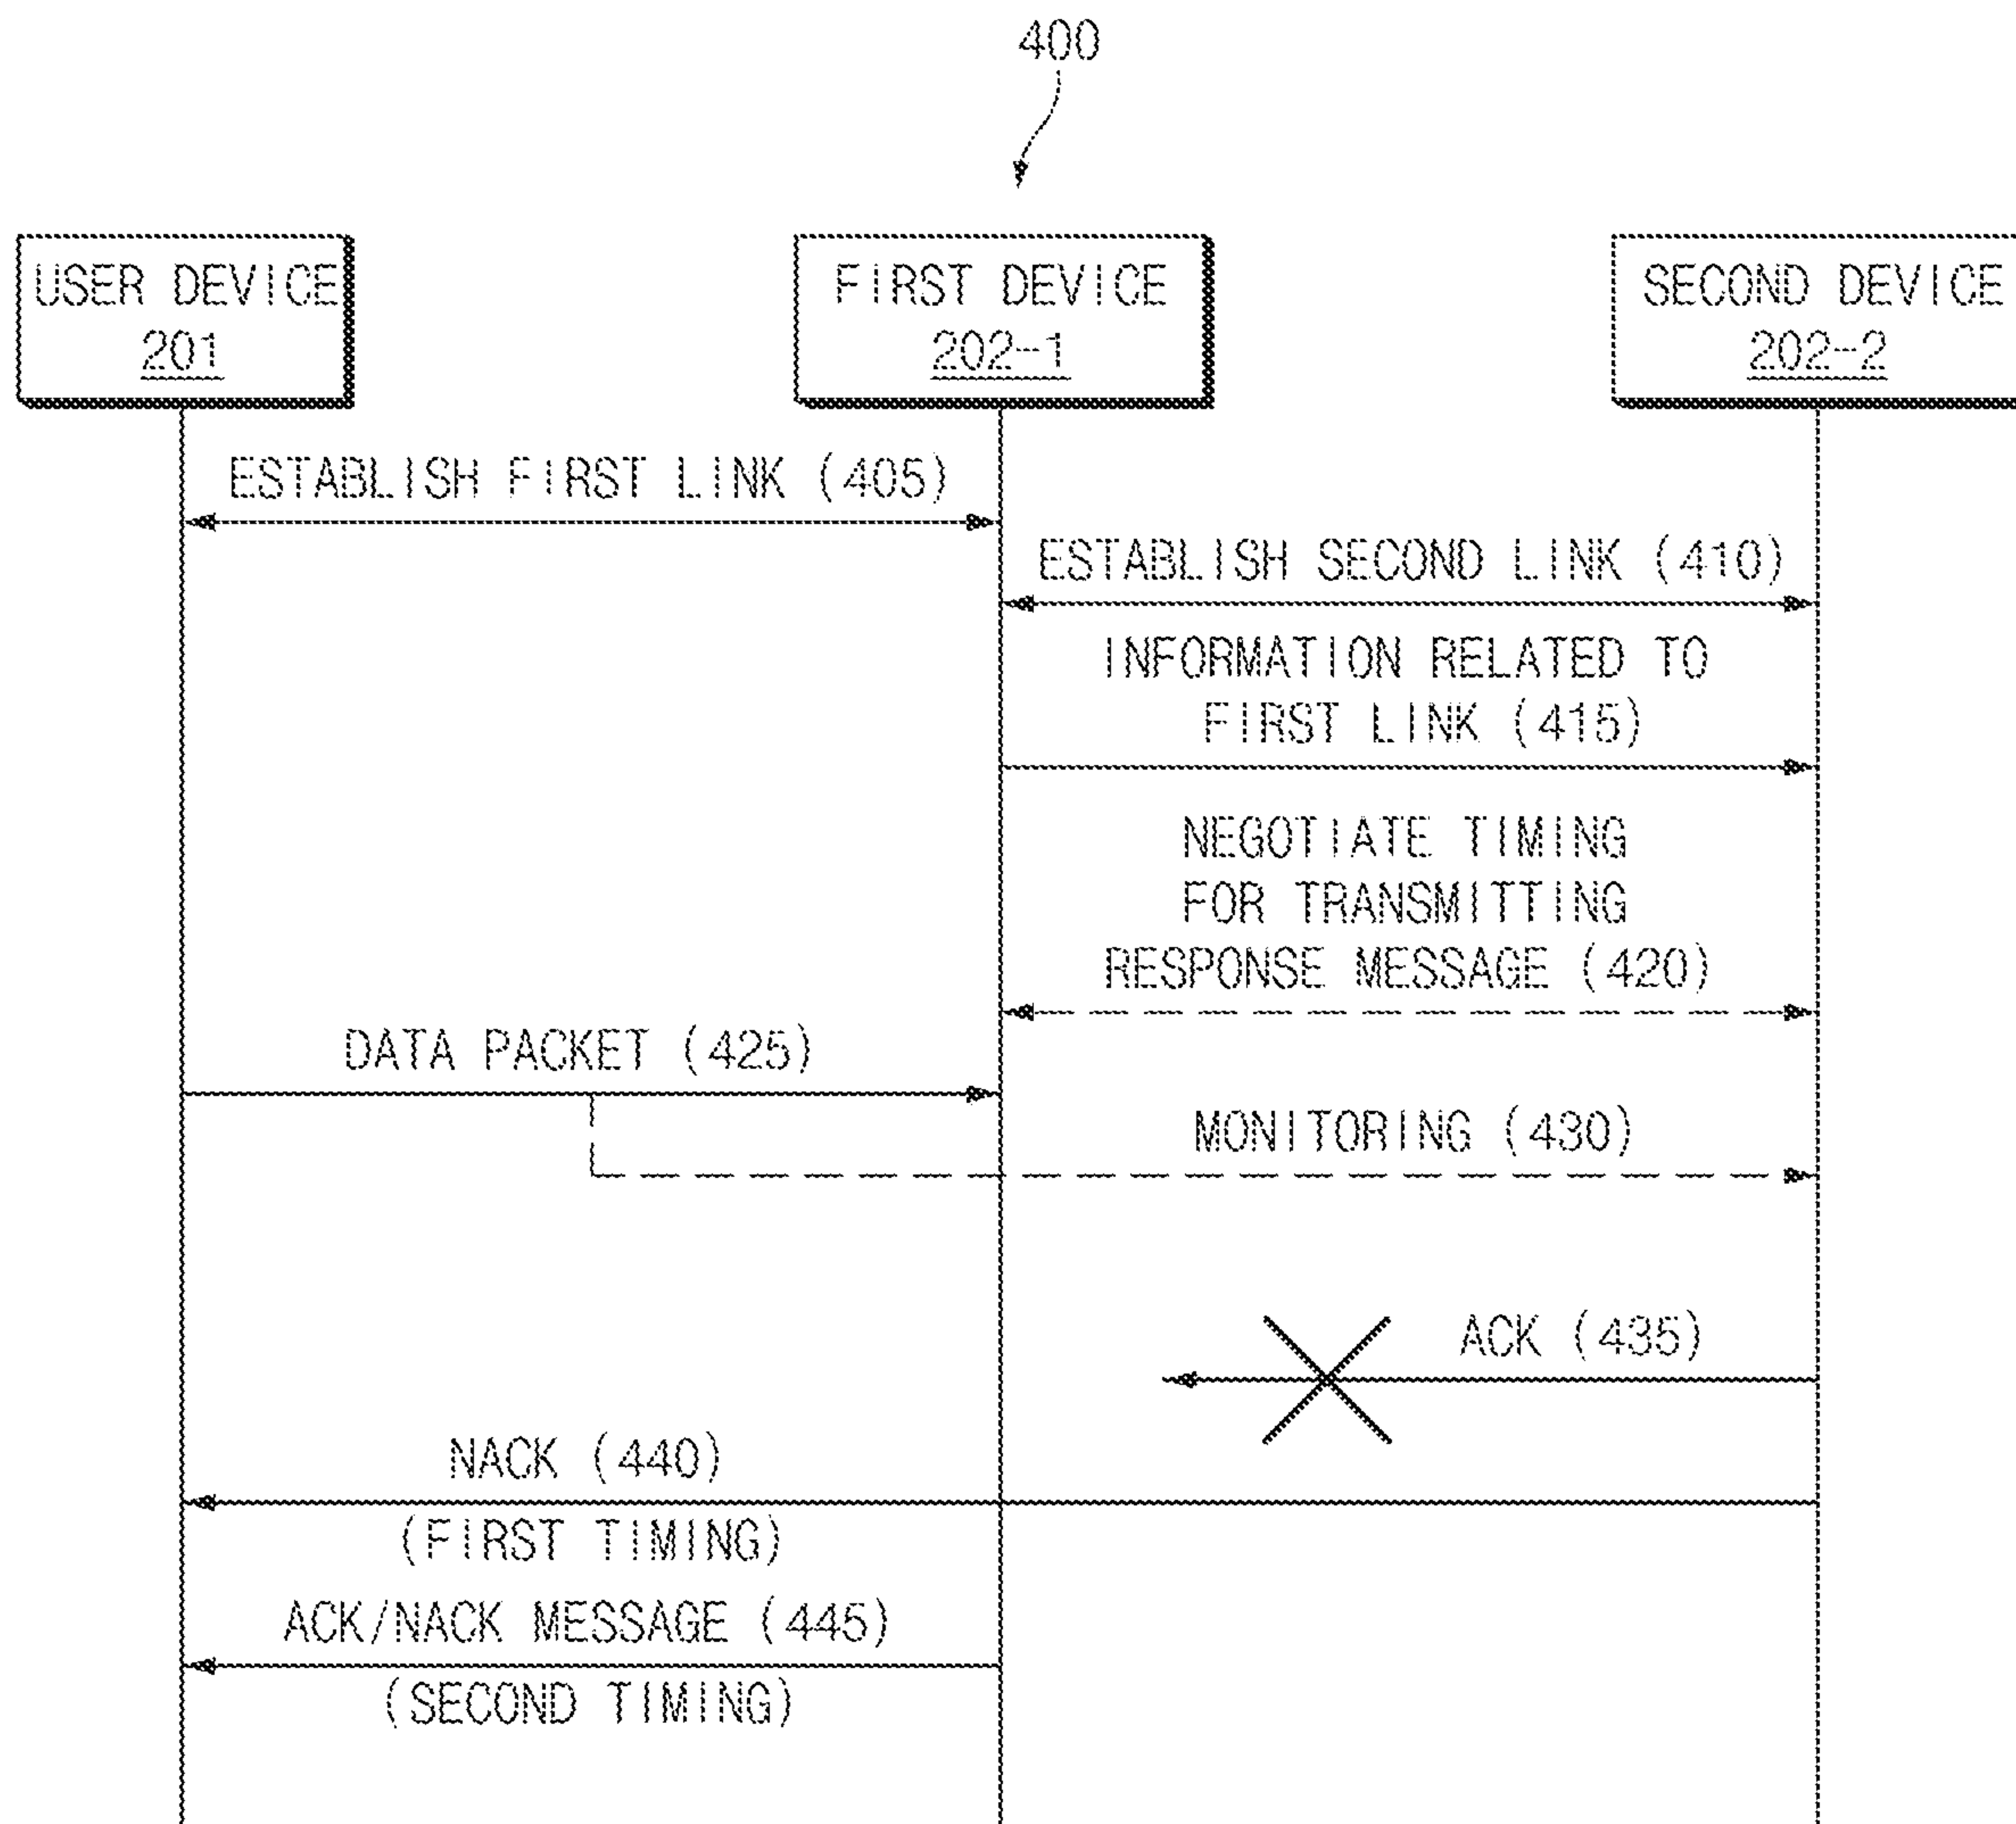 400
USER DEVICE
201
FIRST DEVICE
202-1
SECOND DEVICE
202-2
ESTABLISH FIRST LINK (405)
ESTABLISH SECOND LINK (410)
INFORMATION RELATED TO
FIRST LINK (415)
NEGOTIATE TIMING
FOR TRANSMITTING
RESPONSE MESSAGE (420)
DATA PACKET (425)
MONITORING (430)
ACK (435)
NACK (440)
(FIRST TIMING)
ACK/NACK MESSAGE (445)
(SECOND TIMING)